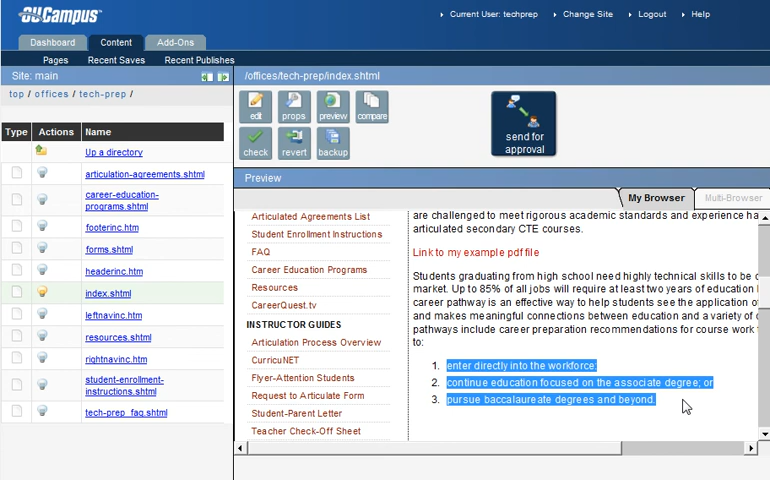 OU Campus™
Current User: techprep
Change Site
Logout
Help
Dashboard
Content
Add-Ons
Pages
Recent Saves
Recent Publishes
Site: main
top / offices / tech-prep /
Type
Actions
Name
Up a directory
articulation-agreements.shtml
career-education-
programs.shtml
footerinc.htm
forms.shtml
headerinc.htm
index.shtml
leftnavinc.htm
resources.shtml
rightnavinc.htm
student-enrollment-
instructions.shtml
tech-prep_faq.shtml
/offices/tech-prep/index.shtml
edit
props
preview
compare
check
revert
backup
send for
approval
Preview
My Browser
Multi-Browser
Articulated Agreements List
Student Enrollment Instructions
FAQ
Career Education Programs
Resources
CareerQuest.tv
INSTRUCTOR GUIDES
Articulation Process Overview
CurricuNET
Flyer-Attention Students
Request to Articulate Form
Student-Parent Letter
Teacher Check-Off Sheet
are challenged to meet rigorous academic standards and experience ha
articulated secondary CTE courses.
Link to my example pdf file
Students graduating from high school need highly technical skills to be
market. Up to 85% of all jobs will require at least two years of education
career pathway is an effective way to help students see the application of
and makes meaningful connections between education and a variety of
pathways include career preparation recommendations for course work
to:
1. enter directly into the workforce;
2. continue education focused on the associate degree; or
3. pursue baccalaureate degrees and beyond.